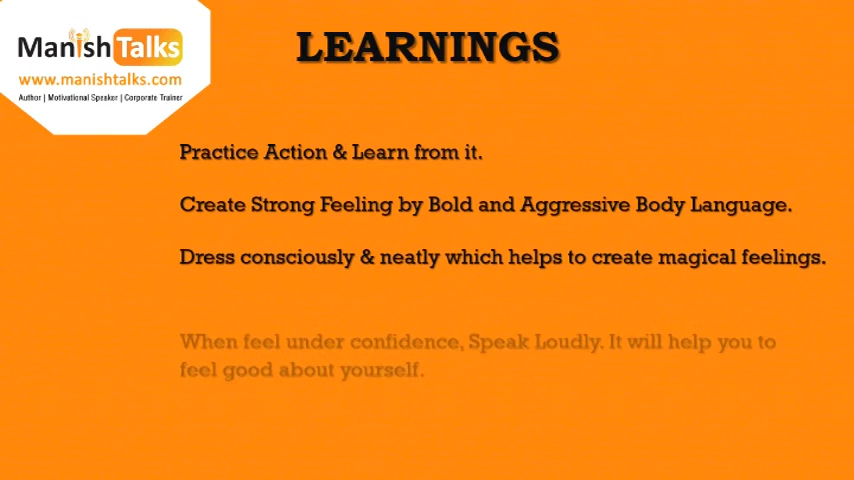 ManishTalks
www.manishtalks.com
Author | Motivational Speaker | Corporate Trainer
LEARNINGS
Practice Action & Learn from it.
Create Strong Feeling by Bold and Aggressive Body Language.
Dress consciously & neatly which helps to create magical feelings.
When feel under confidence, Speak Loudly. It will help you to
feel good about yourself.